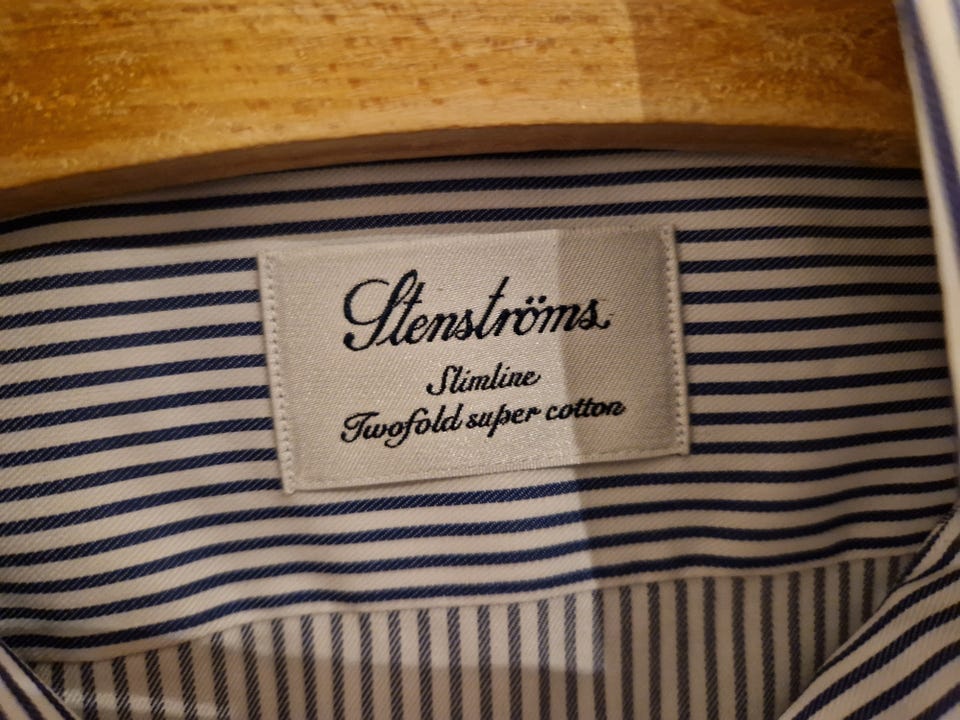 Stenströms
Slimline
Twofold super cotton